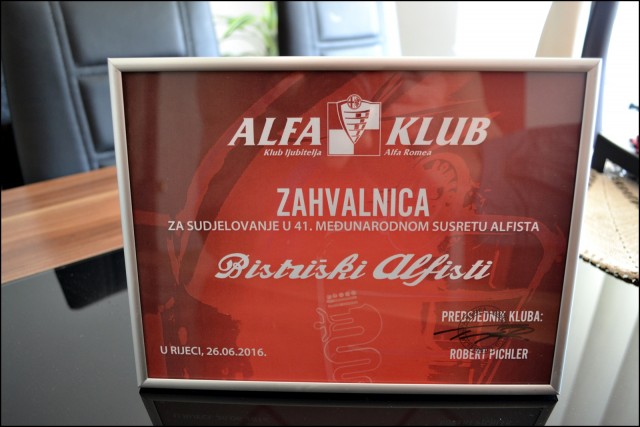 ALFA KLUB
Klub ljubitelja Alfa Romea
ZAHVALNICA
ZA SUDJELOVANJE U 41. MEĐUNARODNOM SUSRETU ALFISTA
Bistriški Alfisti
PREDSJEDNIK KLUBA:
ROBERT PICHLER
U RIJECI, 26.06.2016.